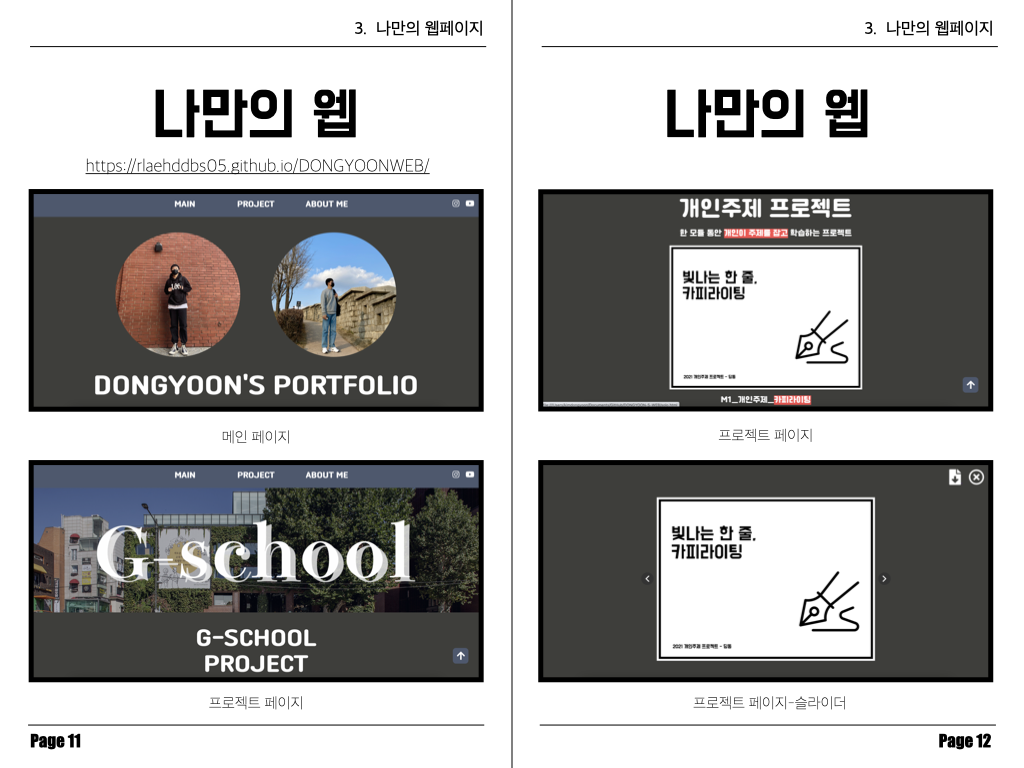 3. 나만의 웹페이지
나만의 웹
https://rlaehddbs05.github.io/DONGYOONWEB/
MAIN PROJECT ABOUT ME
DONGYOON'S PORTFOLIO
메인 페이지
MAIN PROJECT ABOUT ME
G-school
G-SCHOOL
PROJECT
프로젝트 페이지
Page 11
3. 나만의 웹페이지
나만의 웹
개인주제 프로젝트
한 모듈 동안 개인이 주제를 잡고 학습하는 프로젝트
빛나는 한 줄,
카피라이팅
2021 개인주제 프로젝트 - 담돌
M1_개인주제_카피라이팅
프로젝트 페이지
빛나는 한 줄,
카피라이팅
2021 개인주제 프로젝트 - 담돌
프로젝트 페이지-슬라이더
Page 12